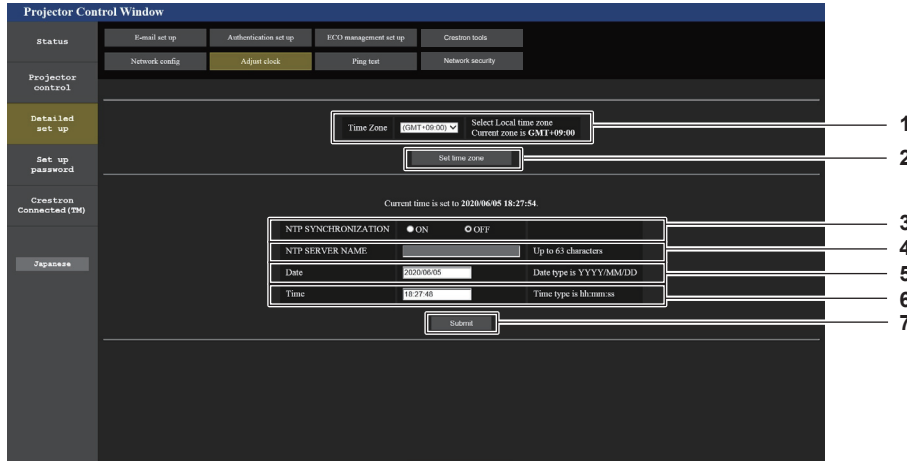 Projector Control Window
Status
E-mail set up
Authentication set up
ECO management set up
Crestron tools
Network config
Adjust clock
Ping test
Network security
Projector
control
Detailed
set up
Set up
password
Crestron
Connected(TM)
Japanese
Time Zone (GMT+09:00) Select Local time zone
Current zone is GMT+09:00
1
Set time zone
2
Current time is set to 2020/06/05 18:27:54.
NTP SYNCHRONIZATION ON OFF
3
NTP SERVER NAME Up to 63 characters
4
Date 2020/06/05 Date type is YYYY/MM/DD
5
Time 18:27:48 Time type is hh:mm:ss
6
Submit
7